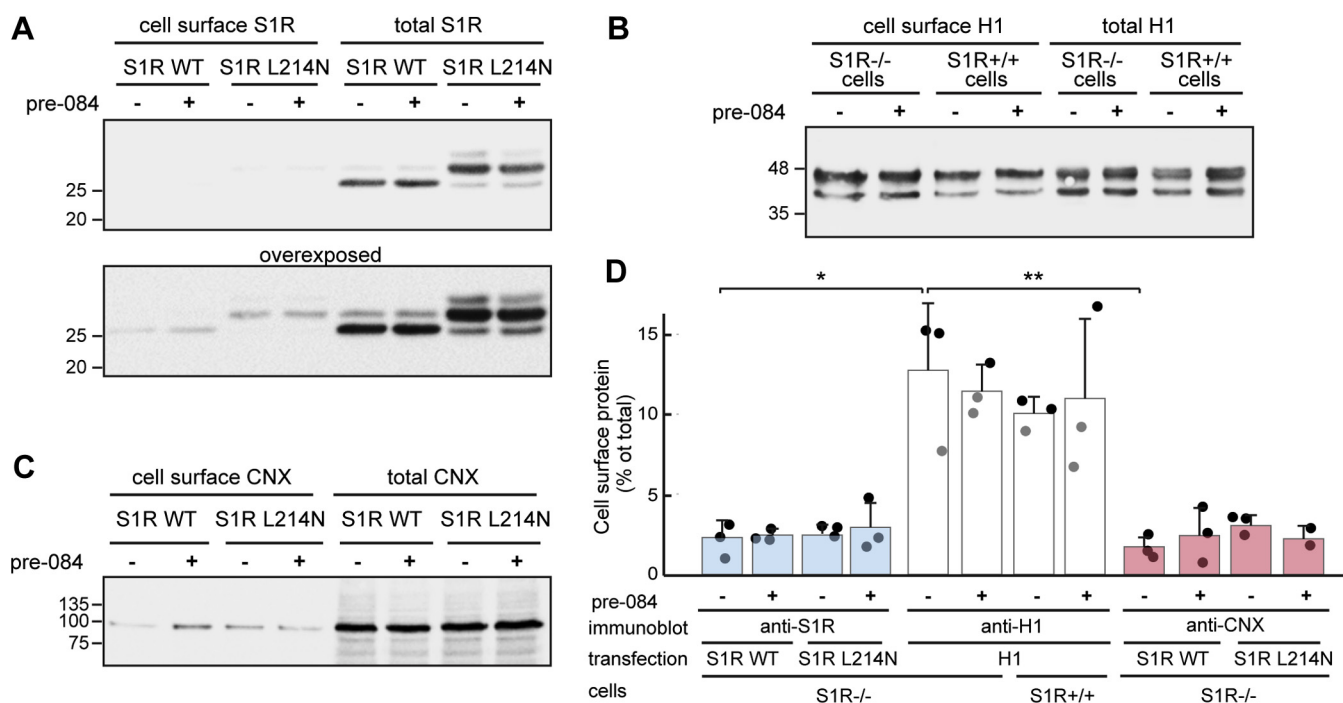 A
cell surface S1R total S1R
S1R WT S1R L214N S1R WT S1R L214N
pre-084 - + - + - + - +
25
20
overexposed
25
20
B
cell surface H1 total H1
S1R-/- cells S1R+/+ cells S1R-/- cells S1R+/+ cells
pre-084 - + - + - + - +
48
35
C
cell surface CNX total CNX
S1R WT S1R L214N S1R WT S1R L214N
pre-084 - + - + - + - +
135
100
75
D
* **
Cell surface protein
(% ot total)
15
10
5
0
pre-084 - + - + - + - + - + - +
immunoblot anti-S1R anti-H1 anti-CNX
transfection S1R WT S1R L214N H1 S1R WT S1R L214N
cells S1R-/- S1R+/+ S1R-/-